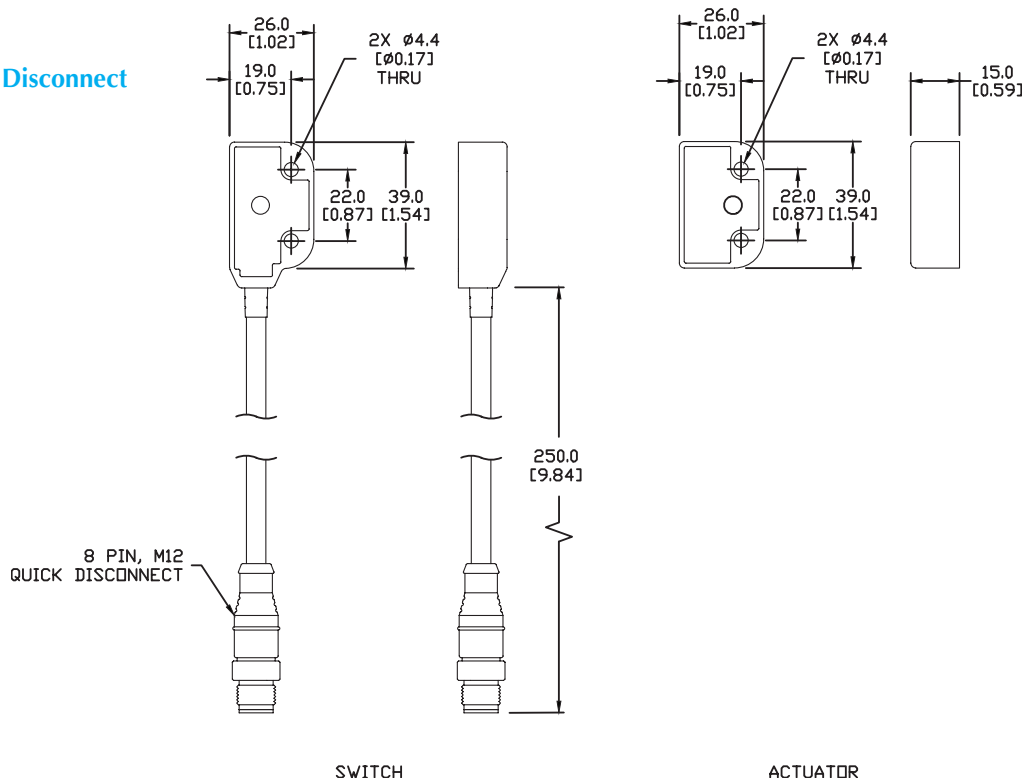 Disconnect
26.0
[1.02]
19.0
[0.75]
2X ø4.4
[ø0.17]
THRU
22.0
[0.87]
39.0
[1.54]
26.0
[1.02]
19.0
[0.75]
2X ø4.4
[ø0.17]
THRU
15.0
[0.59]
22.0
[0.87]
39.0
[1.54]
250.0
[9.84]
8 PIN, M12
QUICK DISCONNECT
SWITCH
ACTUATOR